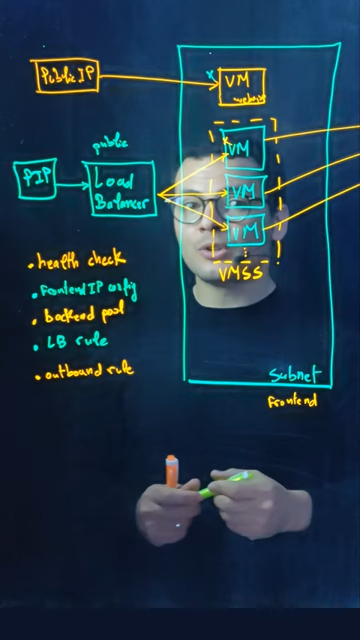 Public IP
VM
website
public
PIP
Load
Balancer
VM
VM
VM
VMSS
• health check
• Frontend IP config
• backend pool
• LB rule
• outbound rule
Subnet
Frontend